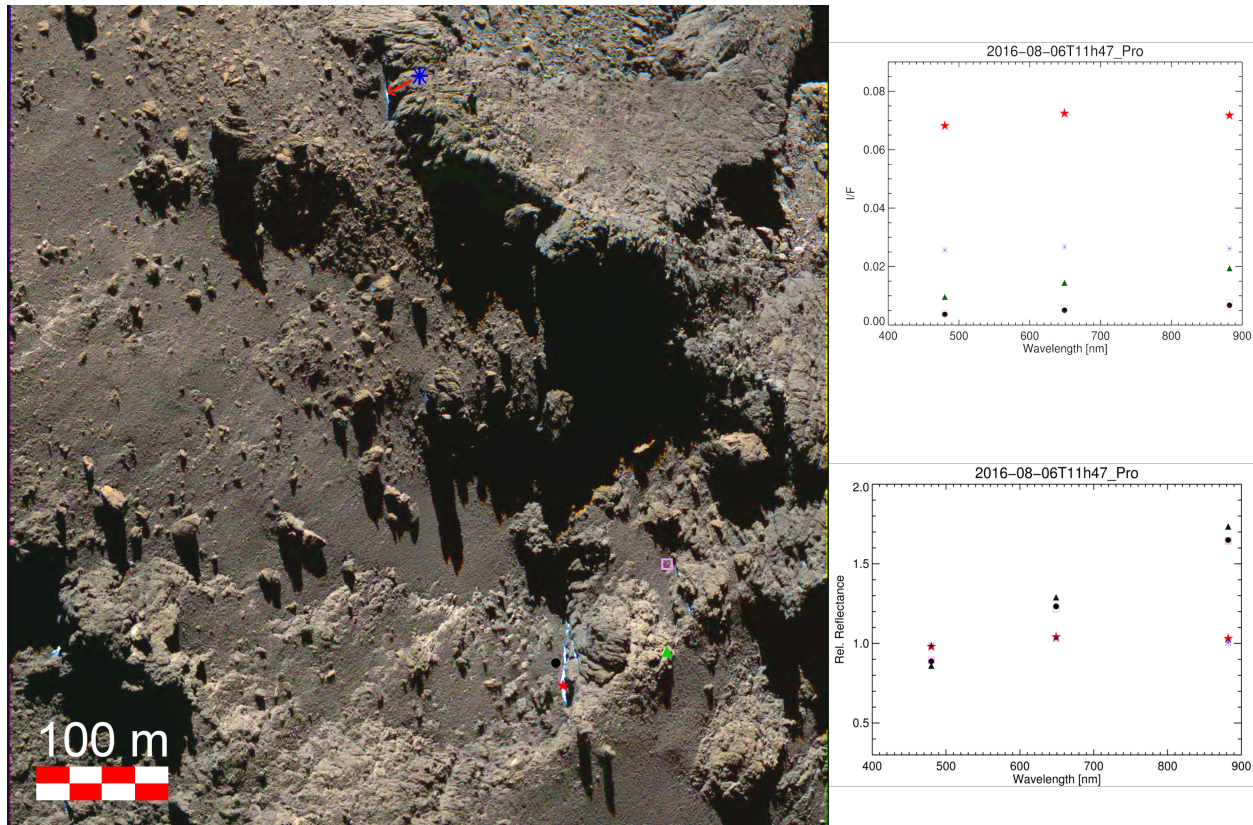 100 m
2016-08-06T11h47_Pro
0.08
0.06
0.04
0.02
0.00
I/F
400 500 600 700 800 900
Wavelength [nm]
2016-08-06T11h47_Pro
2.0
1.5
1.0
0.5
Rel. Reflectance
400 500 600 700 800 900
Wavelength [nm]